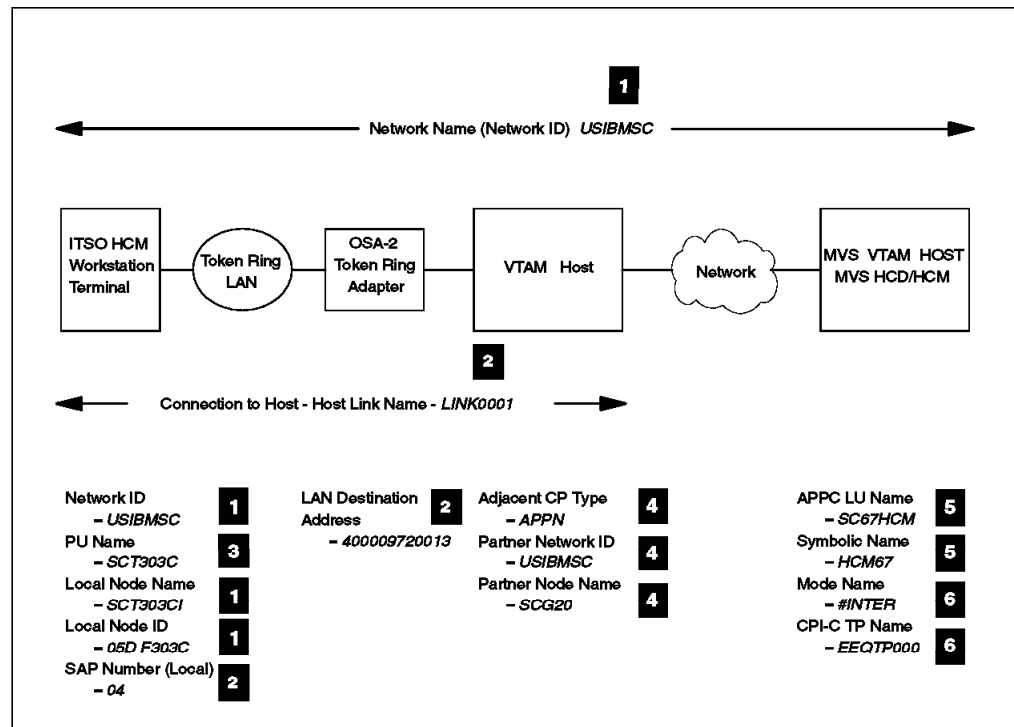 1
Network Name (Network ID) USIBMSC
ITSO HCM
Workstation
Terminal
Token Ring
LAN
OSA-2
Token Ring
Adapter
VTAM Host
Network
MVS VTAM HOST
MVS HCD/HCM
2
Connection to Host - Host Link Name - LINK0001
Network ID
– USIBMSC
1
PU Name
– SCT303C
3
Local Node Name
– SCT303CI
1
Local Node ID
– 05D F303C
1
SAP Number (Local)
– 04
2
LAN Destination
Address
– 400009720013
2
Adjacent CP Type
– APPN
4
Partner Network ID
– USIBMSC
4
Partner Node Name
– SCG20
4
APPC LU Name
– SC67HCM
5
Symbolic Name
– HCM67
5
Mode Name
– #INTER
6
CPI-C TP Name
– EEQTP000
6